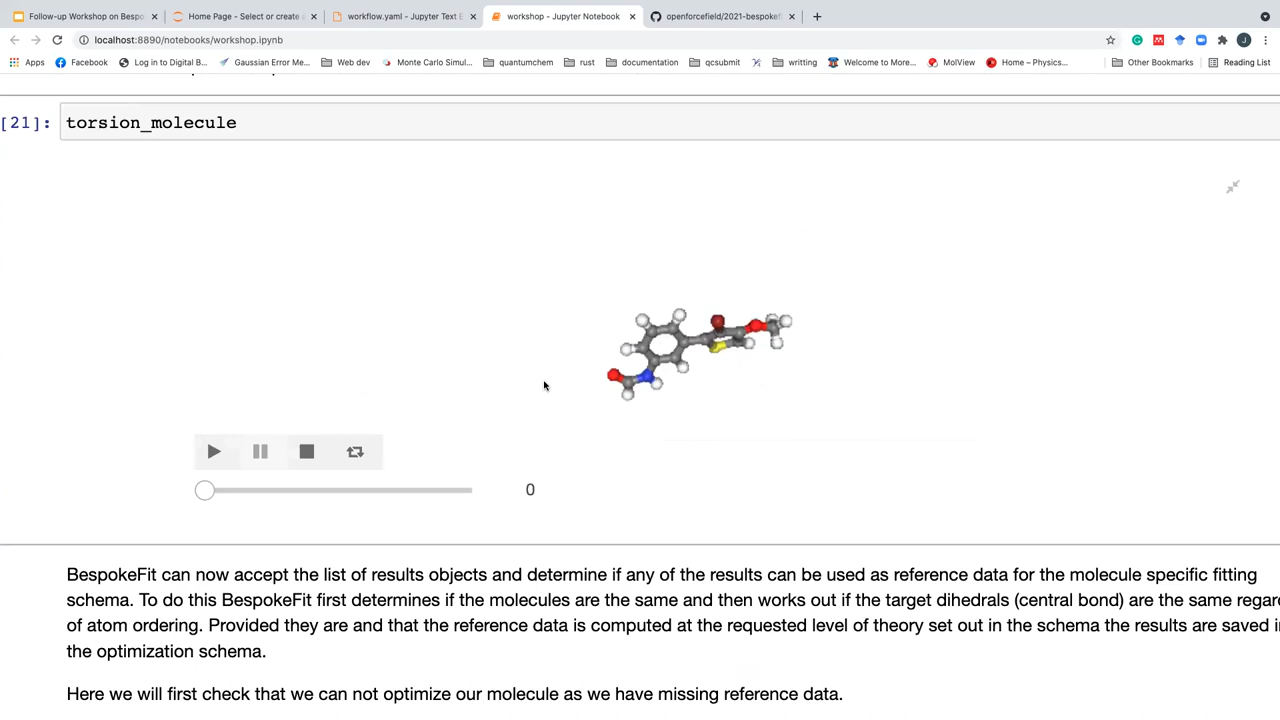 Follow-up Workshop on Bespo
Home Page - Select or create
workflow.yaml - Jupyter Text E
workshop - Jupyter Notebook
openforcefield/2021-bespokef
localhost:8890/notebooks/workshop.ipynb
J
Apps
Facebook
Log in to Digital B...
Gaussian Error Me...
Web dev
Monte Carlo Simul...
quantumchem
rust
documentation
qcsubmit
writting
Welcome to More...
MolView
Home – Physics...
Other Bookmarks
Reading List
[21]:
torsion_molecule
0
BespokeFit can now accept the list of results objects and determine if any of the results can be used as reference data for the molecule specific fitting
schema. To do this BespokeFit first determines if the molecules are the same and then works out if the target dihedrals (central bond) are the same regar
of atom ordering. Provided they are and that the reference data is computed at the requested level of theory set out in the schema the results are saved i
the optimization schema.
Here we will first check that we can not optimize our molecule as we have missing reference data.